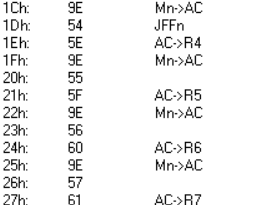 1Ch: 9E Mn->AC
1Dh: 54 JFFn
1Eh: 5E AC->R4
1Fh: 9E Mn->AC
20h: 55
21h: 5F AC->R5
22h: 9E Mn->AC
23h: 56
24h: 60 AC->R6
25h: 9E Mn->AC
26h: 57
27h: 61 AC->R7